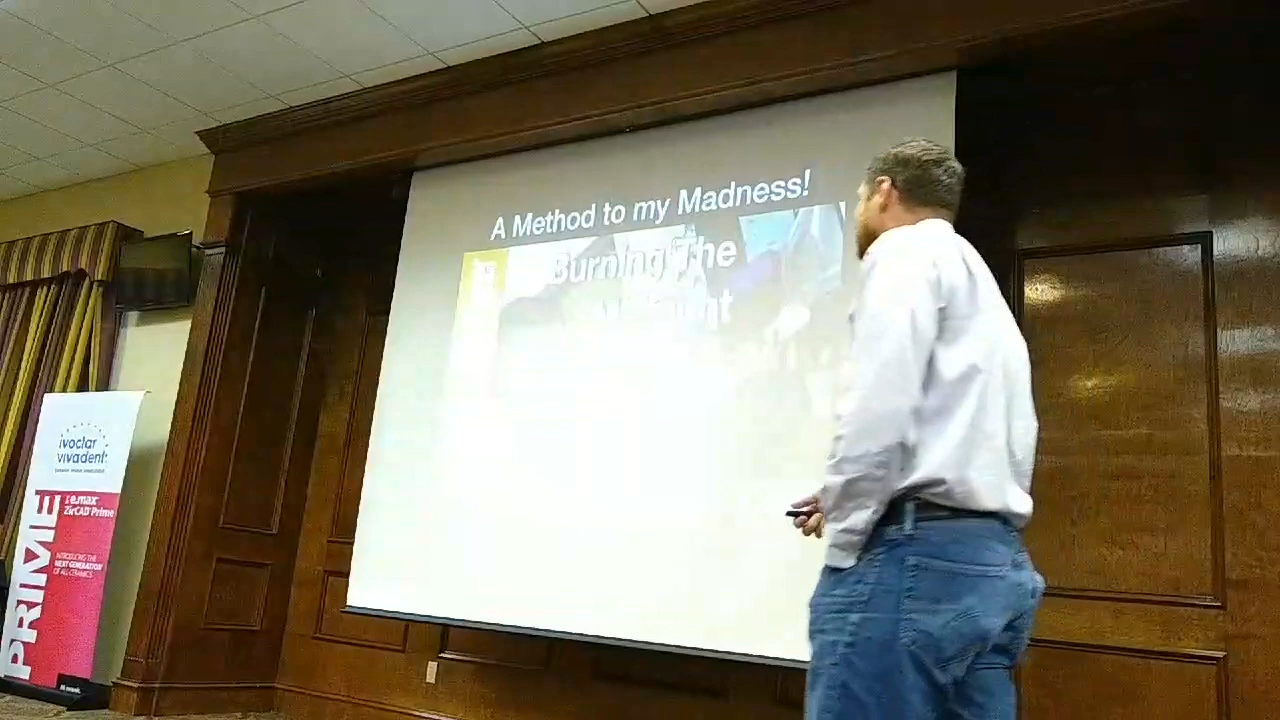 A Method to my Madness!
Burning The
ivoclar
vivadent
PRIME
e.max
ZirCAD Prime
INTRODUCING THE
NEXT GENERATION
OF ALL CERAMICS